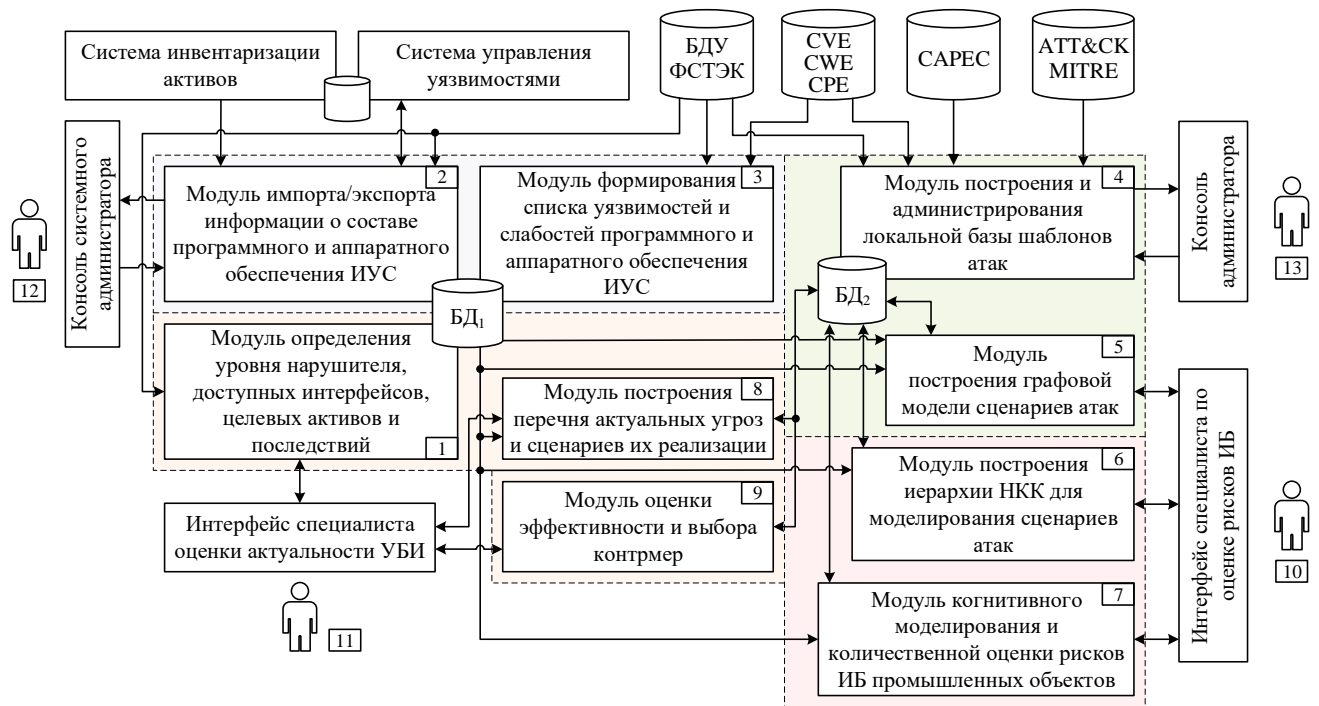 Система инвентаризации
активов
Система управления
уязвимостями
БДУ
ФСТЭК
CVE
CWE
CPE
CAPEC
ATT&CK
MITRE
Консоль системного
администратора
12
2
Модуль импорта/экспорта
информации о составе
программного и аппаратного
обеспечения ИУС
3
Модуль формирования
списка уязвимостей и
слабостей программного и
аппаратного обеспечения
ИУС
4
Модуль построения и
администрирования
локальной базы шаблонов
атак
Консоль
администратора
13
БД1
БД2
Модуль определения
уровня нарушителя,
доступных интерфейсов,
целевых активов и
последствий
1
8
Модуль построения
перечня актуальных угроз
и сценариев их реализации
5
Модуль
построения графовой
модели сценариев атак
6
Модуль построения
иерархии НКК для
моделирования сценариев
атак
9
Модуль оценки
эффективности и выбора
контрмер
Интерфейс специалиста
оценки актуальности УБИ
11
7
Модуль когнитивного
моделирования и
количественной оценки рисков
ИБ промышленных объектов
Интерфейс специалиста по
оценке рисков ИБ
10